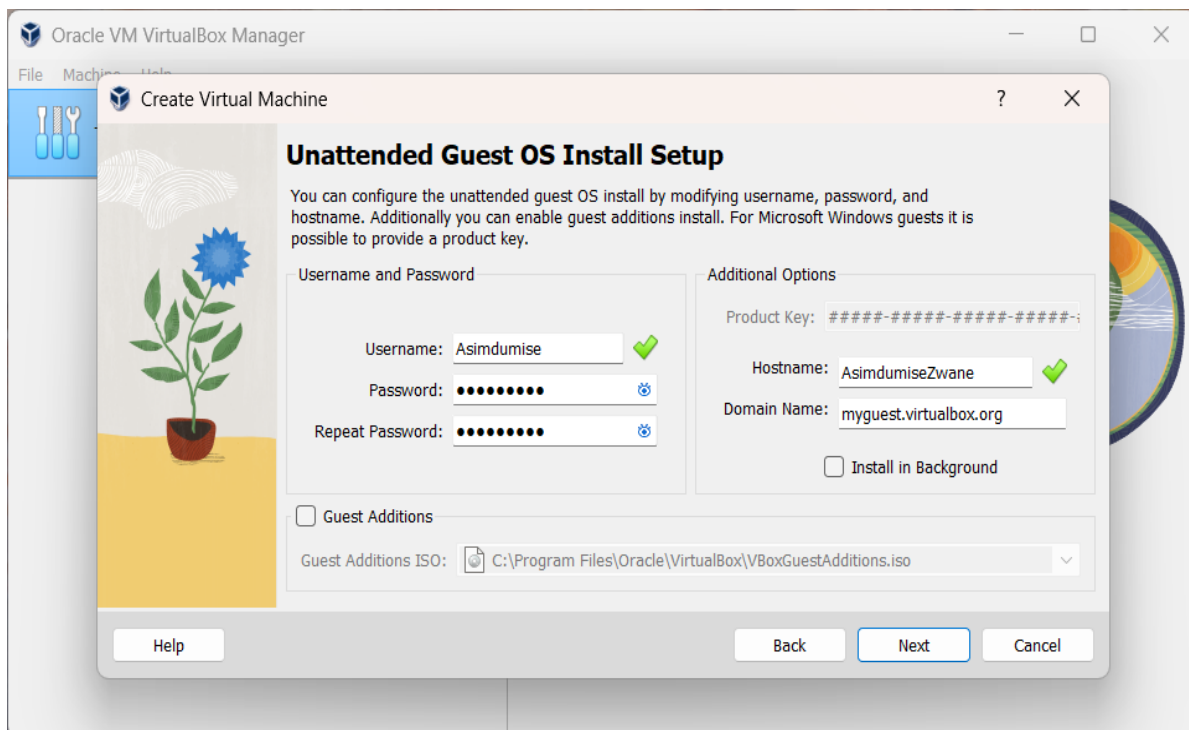 Oracle VM VirtualBox Manager
File Machine Help
Create Virtual Machine
?
Unattended Guest OS Install Setup
You can configure the unattended guest OS install by modifying username, password, and
hostname. Additionally you can enable guest additions install. For Microsoft Windows guests it is
possible to provide a product key.
Username and Password
Username: Asimdumise
Password: ●●●●●●●●●
Repeat Password: ●●●●●●●●●
Additional Options
Product Key: #####-#####-#####-#####-
Hostname: AsimdumiseZwane
Domain Name: myguest.virtualbox.org
Install in Background
Guest Additions
Guest Additions ISO: C:\Program Files\Oracle\VirtualBox\VBoxGuestAdditions.iso
Help
Back
Next
Cancel